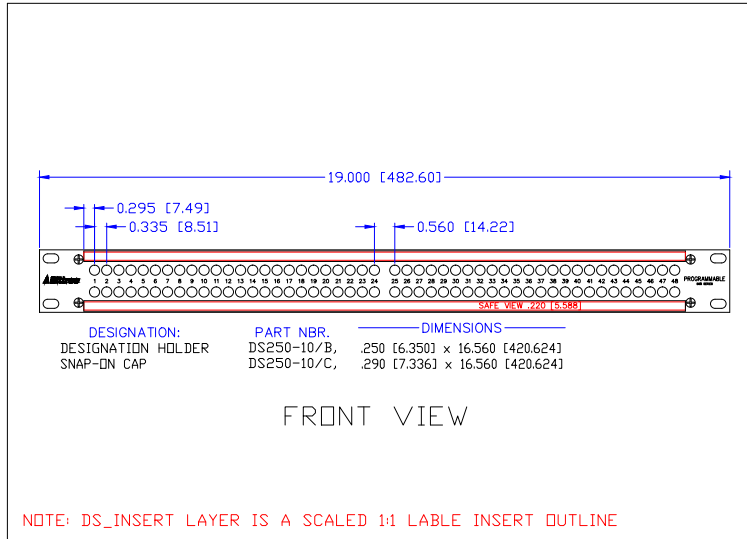 19.000 [482.60]
0.295 [7.49]
0.335 [8.51] 0.560 [14.22]
1 2 3 4 5 6 7 8 9 10 11 12 13 14 15 16 17 18 19 20 21 22 23 24 25 26 27 28 29 30 31 32 33 34 35 36 37 38 39 40 41 42 43 44 45 46 47 48
PROGRAMMABLE
SAFE VIEW .220 [5.588]
DESIGNATION: PART NBR. DIMENSIONS
DESIGNATION HOLDER DS250-10/B, .250 [6.350] x 16.560 [420.624]
SNAP-ON CAP DS250-10/C, .290 [7.336] x 16.560 [420.624]
FRONT VIEW
NOTE: DS_INSERT LAYER IS A SCALED 1:1 LABLE INSERT OUTLINE